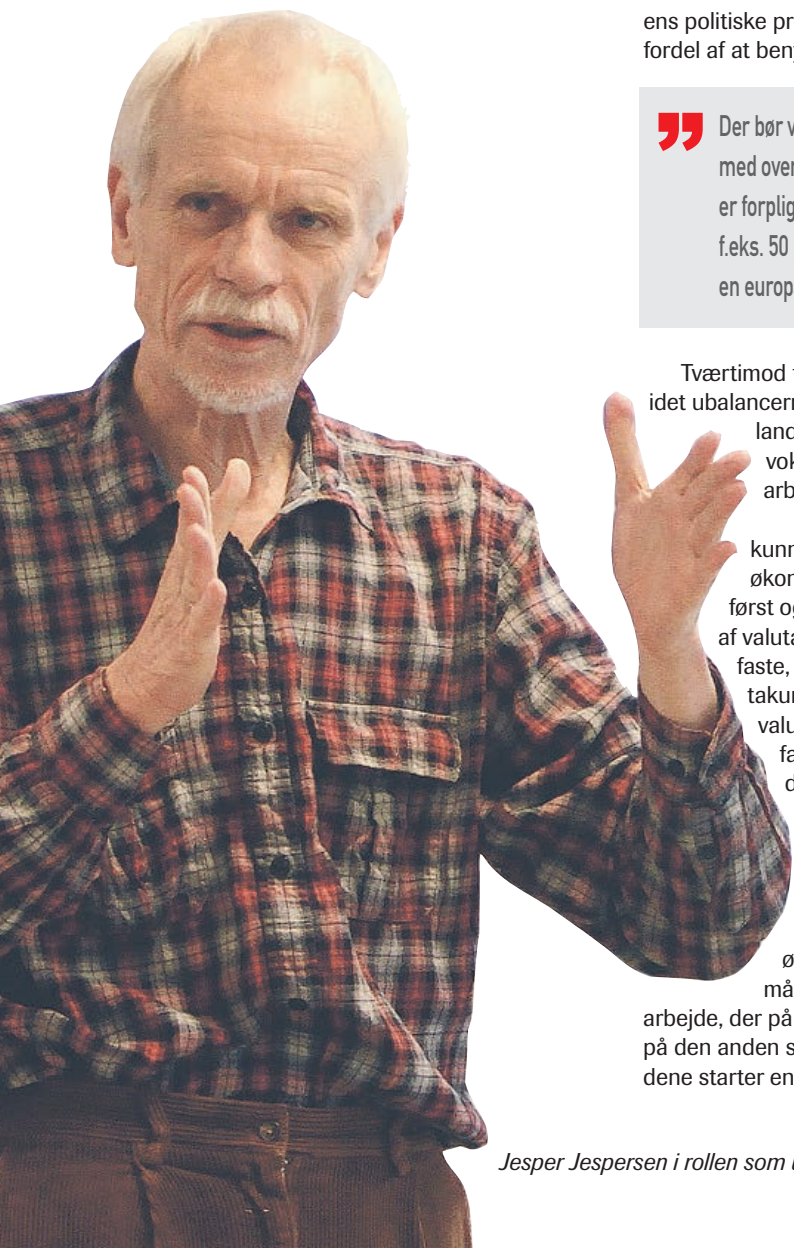 ens politiske pr
fordel af at ben
” Der bør v
med over
er forplig
f.eks. 50
en europ
Tværtimod
idet ubalancer
land
vok
arb
kunn
økon
først og
af valuta
faste,
takur
valu
fa
d
ø
må
arbejde, der på
på den anden s
dene starter en
Jesper Jespersen i rollen som